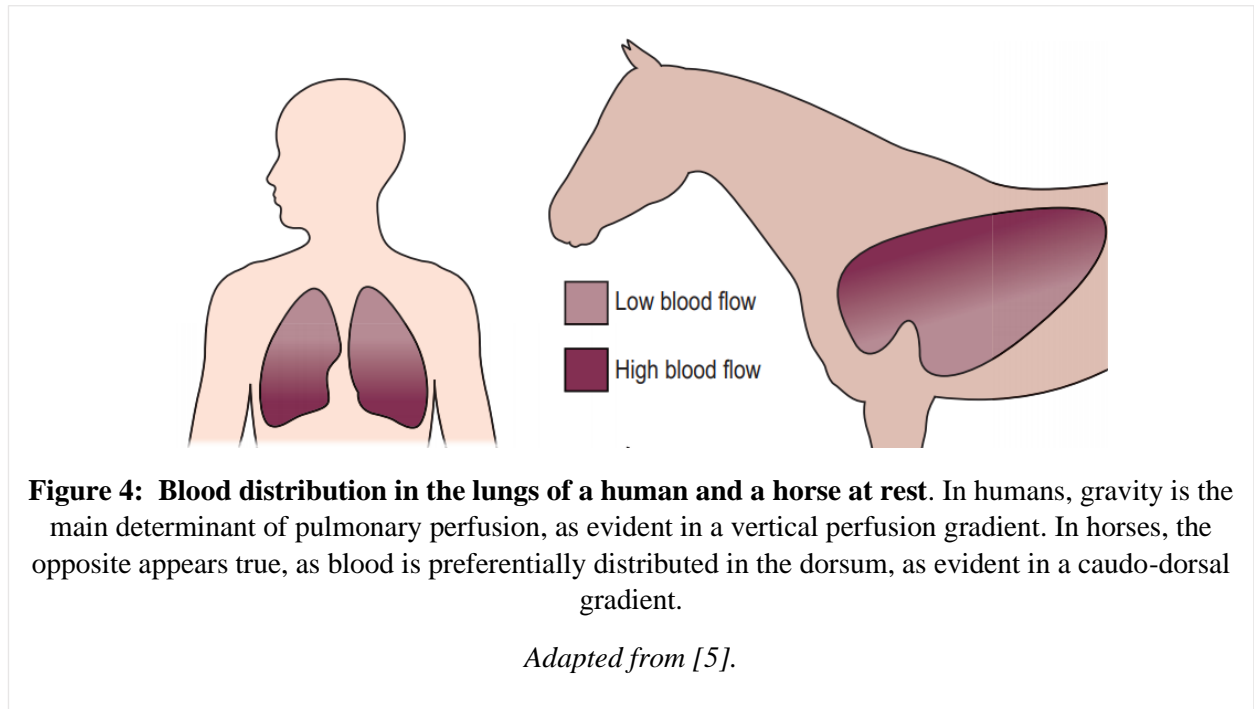 Low blood flow
High blood flow
Figure 4: Blood distribution in the lungs of a human and a horse at rest. In humans, gravity is the
main determinant of pulmonary perfusion, as evident in a vertical perfusion gradient. In horses, the
opposite appears true, as blood is preferentially distributed in the dorsum, as evident in a caudo-dorsal
gradient.
Adapted from [5].